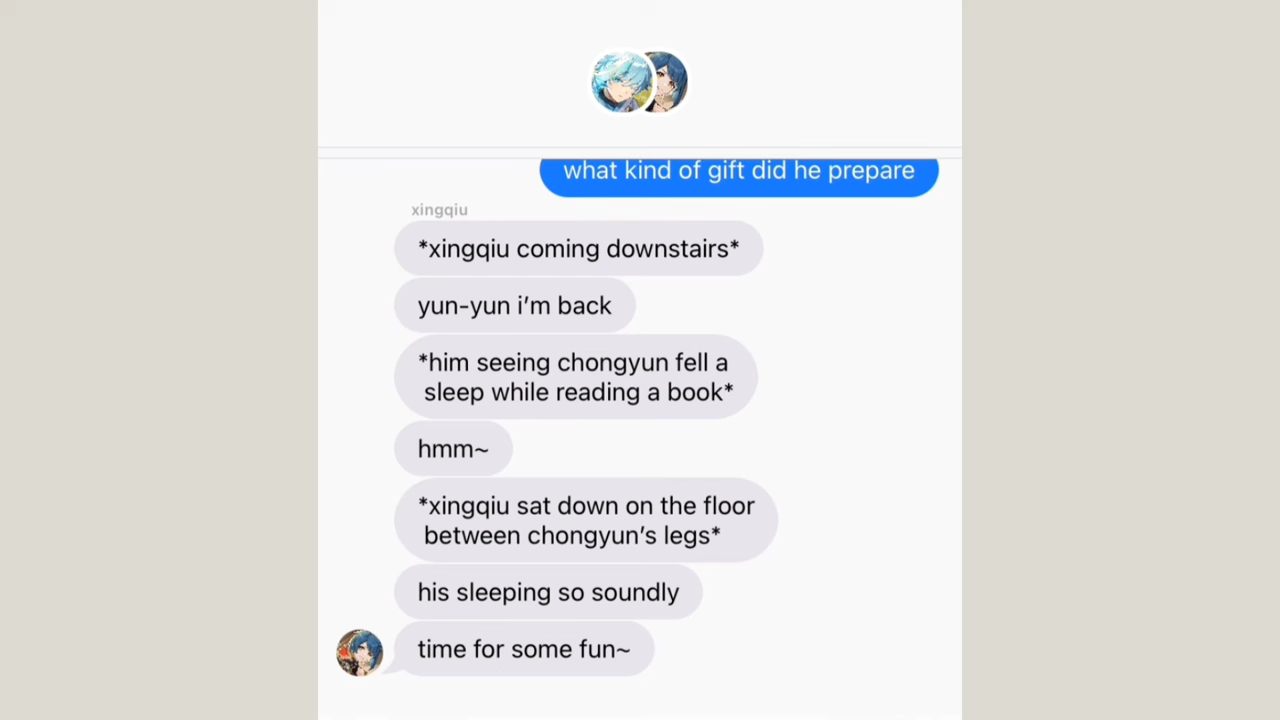 what kind of gift did he prepare
xingqiu
*xingqiu coming downstairs*
yun-yun i’m back
*him seeing chongyun fell a
sleep while reading a book*
hmm~
*xingqiu sat down on the floor
between chongyun’s legs*
his sleeping so soundly
time for some fun~